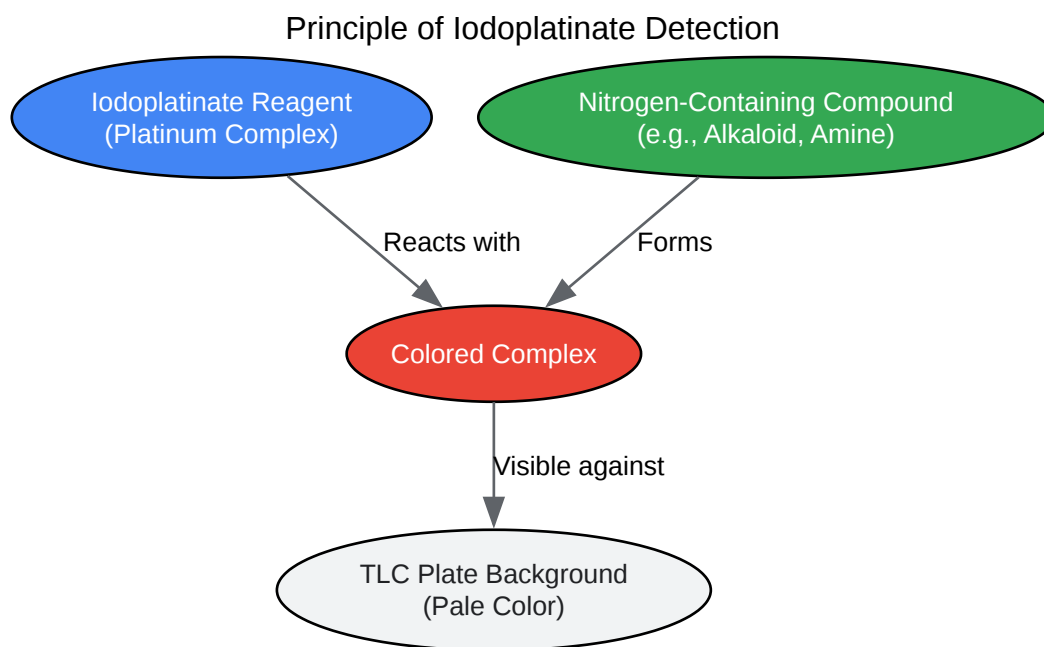 Principle of Iodoplatinate Detection
Iodoplatinate Reagent
(Platinum Complex)
Nitrogen-Containing Compound
(e.g., Alkaloid, Amine)
Reacts with
Forms
Colored Complex
Visible against
TLC Plate Background
(Pale Color)